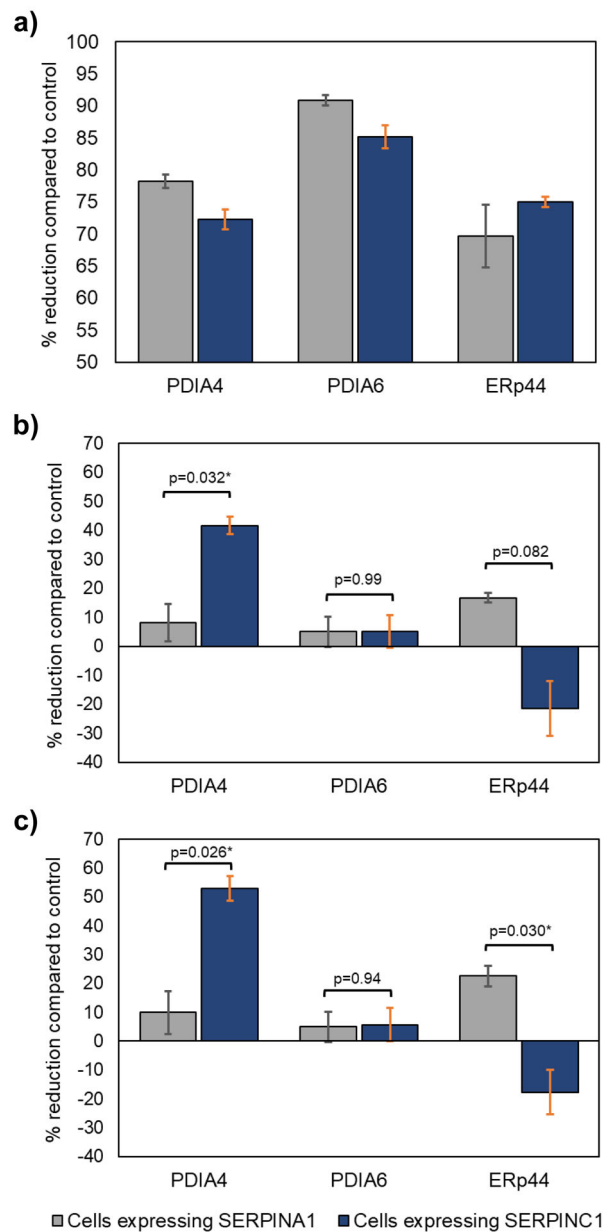 a)
% reduction compared to control
100
95
90
85
80
75
70
65
60
55
50
PDIA4 PDIA6 ERp44
b)
% reduction compared to control
70
60
50
40
30
20
10
0
-10
-20
-30
-40
p=0.032*
p=0.99
p=0.082
PDIA4 PDIA6 ERp44
c)
% reduction compared to control
70
60
50
40
30
20
10
0
-10
-20
-30
-40
p=0.026*
p=0.94
p=0.030*
PDIA4 PDIA6 ERp44
Cells expressing SERPINA1 Cells expressing SERPINC1